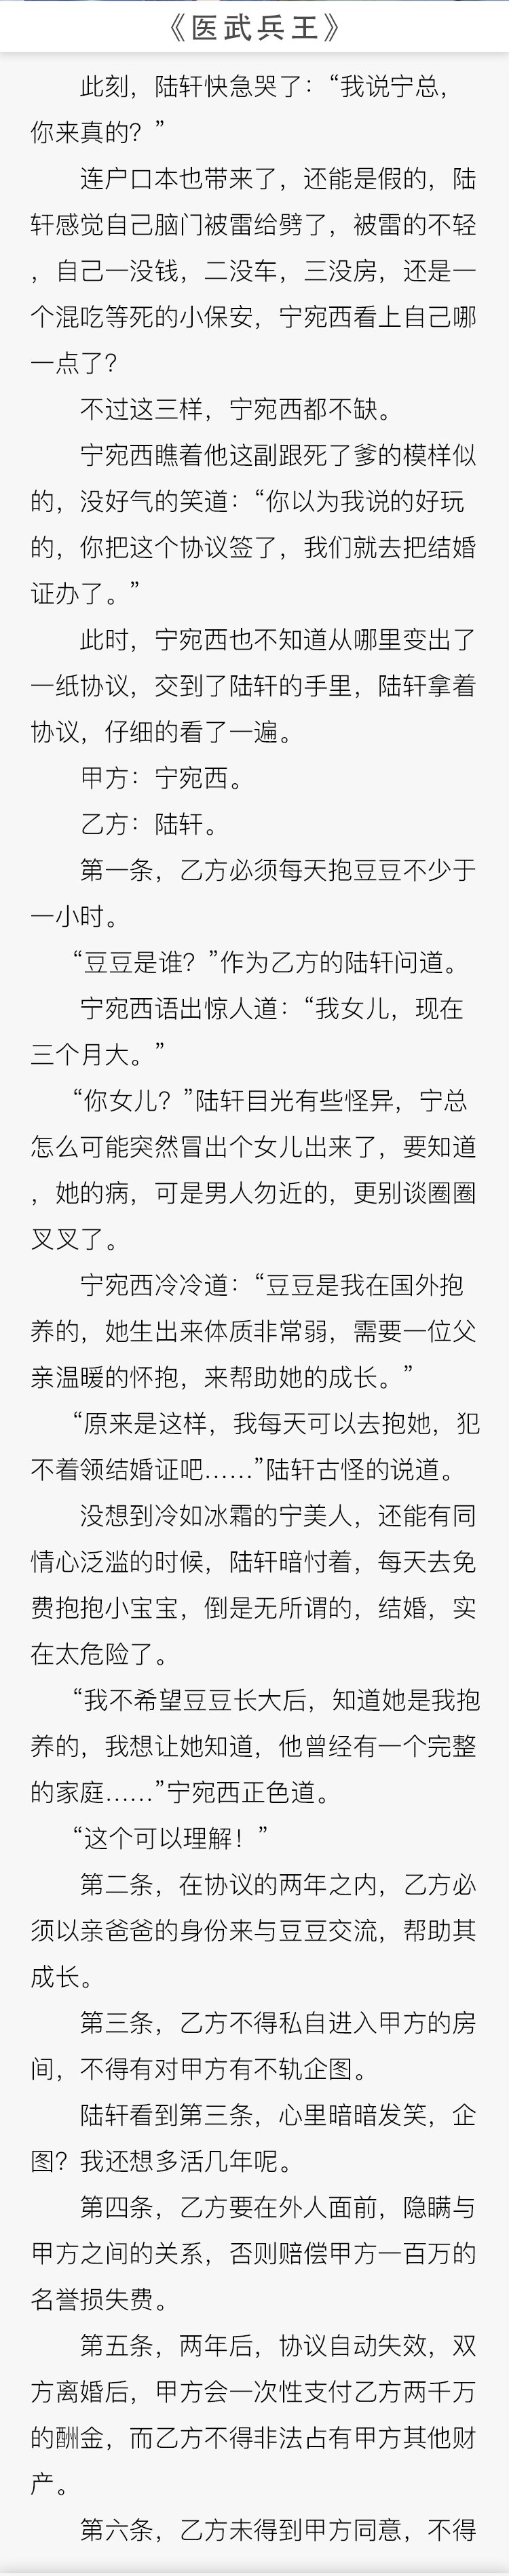 《医武兵王》
此刻，陆轩快急哭了：“我说宁总，
你来真的？”
连户口本也带来了，还能是假的，陆
轩感觉自己脑门被雷给劈了，被雷的不轻
，自己一没钱，二没车，三没房，还是一
个混吃等死的小保安，宁宛西看上自己哪
一点了？
不过这三样，宁宛西都不缺。
宁宛西瞧着他这副跟死了爹的模样似
的，没好气的笑道：“你以为我说的好玩
的，你把这个协议签了，我们就去把结婚
证办了。”
此时，宁宛西也不知道从哪里变出了
一纸协议，交到了陆轩的手里，陆轩拿着
协议，仔细的看了一遍。
甲方：宁宛西。
乙方：陆轩。
第一条，乙方必须每天抱豆豆不少于
一小时。
“豆豆是谁？”作为乙方的陆轩问道。
宁宛西语出惊人道：“我女儿，现在
三个月大。”
“你女儿？”陆轩目光有些怪异，宁总
怎么可能突然冒出个女儿出来了，要知道
，她的病，可是男人勿近的，更别谈圈圈
叉叉了。
宁宛西冷冷道：“豆豆是我在国外抱
养的，她生出来体质非常弱，需要一位父
亲温暖的怀抱，来帮助她的成长。”
“原来是这样，我每天可以去抱她，犯
不着领结婚证吧……”陆轩古怪的说道。
没想到冷如冰霜的宁美人，还能有同
情心泛滥的时候，陆轩暗忖着，每天去免
费抱抱小宝宝，倒是无所谓的，结婚，实
在太危险了。
“我不希望豆豆长大后，知道她是我抱
养的，我想让她知道，他曾经有一个完整
的家庭……”宁宛西正色道。
“这个可以理解！”
第二条，在协议的两年之内，乙方必
须以亲爸爸的身份来与豆豆交流，帮助其
成长。
第三条，乙方不得私自进入甲方的房
间，不得有对甲方有不轨企图。
陆轩看到第三条，心里暗暗发笑，企
图？我还想多活几年呢。
第四条，乙方要在外人面前，隐瞒与
甲方之间的关系，否则赔偿甲方一百万的
名誉损失费。
第五条，两年后，协议自动失效，双
方离婚后，甲方会一次性支付乙方两千万
的酬金，而乙方不得非法占有甲方其他财
产。
第六条，乙方未得到甲方同意，不得